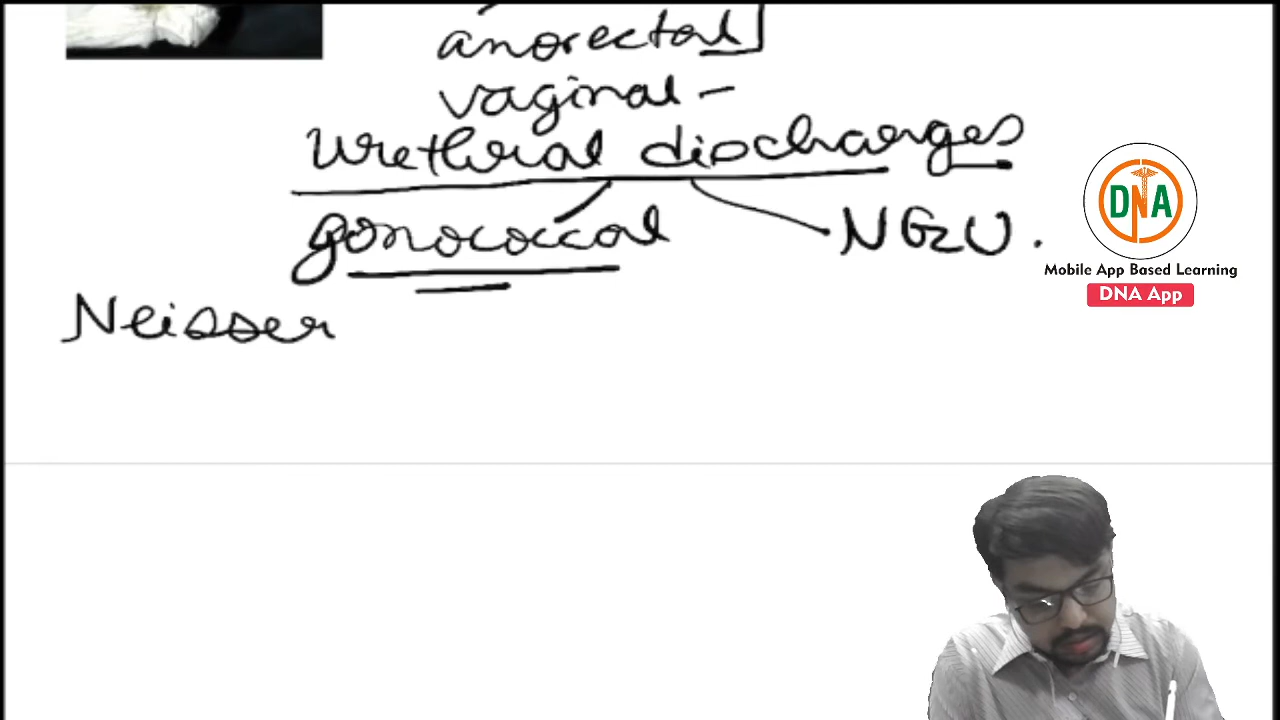 anorectal
vaginal -
Urethral discharges
gonococcal
NGU.
Neisser
DNA
Mobile App Based Learning
DNA App